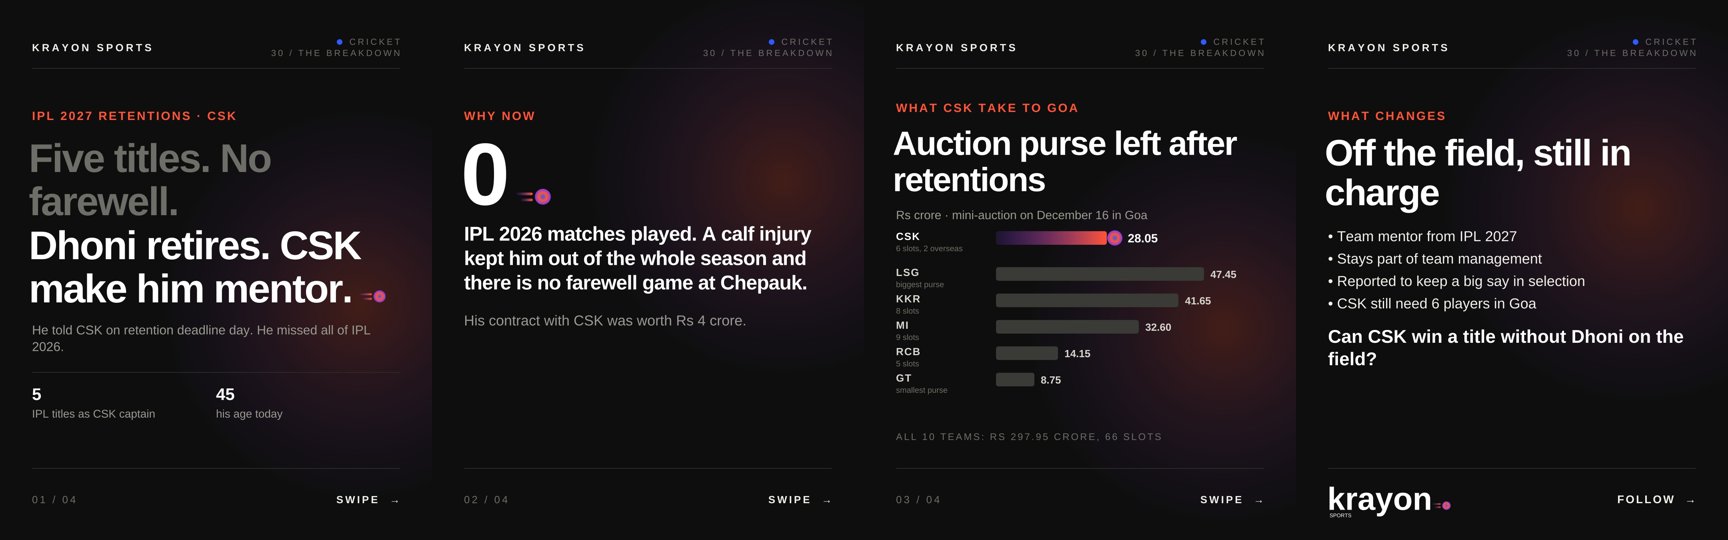 KRAYON SPORTS
CRICKET
30 / THE BREAKDOWN
IPL 2027 RETENTIONS · CSK
Five titles. No
farewell.
Dhoni retires. CSK
make him mentor.
He told CSK on retention deadline day. He missed all of IPL
2026.
5
IPL titles as CSK captain
45
his age today
01 / 04
SWIPE →
KRAYON SPORTS
CRICKET
30 / THE BREAKDOWN
WHY NOW
0
IPL 2026 matches played. A calf injury
kept him out of the whole season and
there is no farewell game at Chepauk.
His contract with CSK was worth Rs 4 crore.
02 / 04
SWIPE →
KRAYON SPORTS
CRICKET
30 / THE BREAKDOWN
WHAT CSK TAKE TO GOA
Auction purse left after
retentions
Rs crore · mini-auction on December 16 in Goa
CSK
6 slots, 2 overseas
28.05
LSG
biggest purse
47.45
KKR
8 slots
41.65
MI
9 slots
32.60
RCB
5 slots
14.15
GT
smallest purse
8.75
ALL 10 TEAMS: RS 297.95 CRORE, 66 SLOTS
03 / 04
SWIPE →
KRAYON SPORTS
CRICKET
30 / THE BREAKDOWN
WHAT CHANGES
Off the field, still in
charge
• Team mentor from IPL 2027
• Stays part of team management
• Reported to keep a big say in selection
• CSK still need 6 players in Goa
Can CSK win a title without Dhoni on the
field?
krayon
SPORTS
FOLLOW →